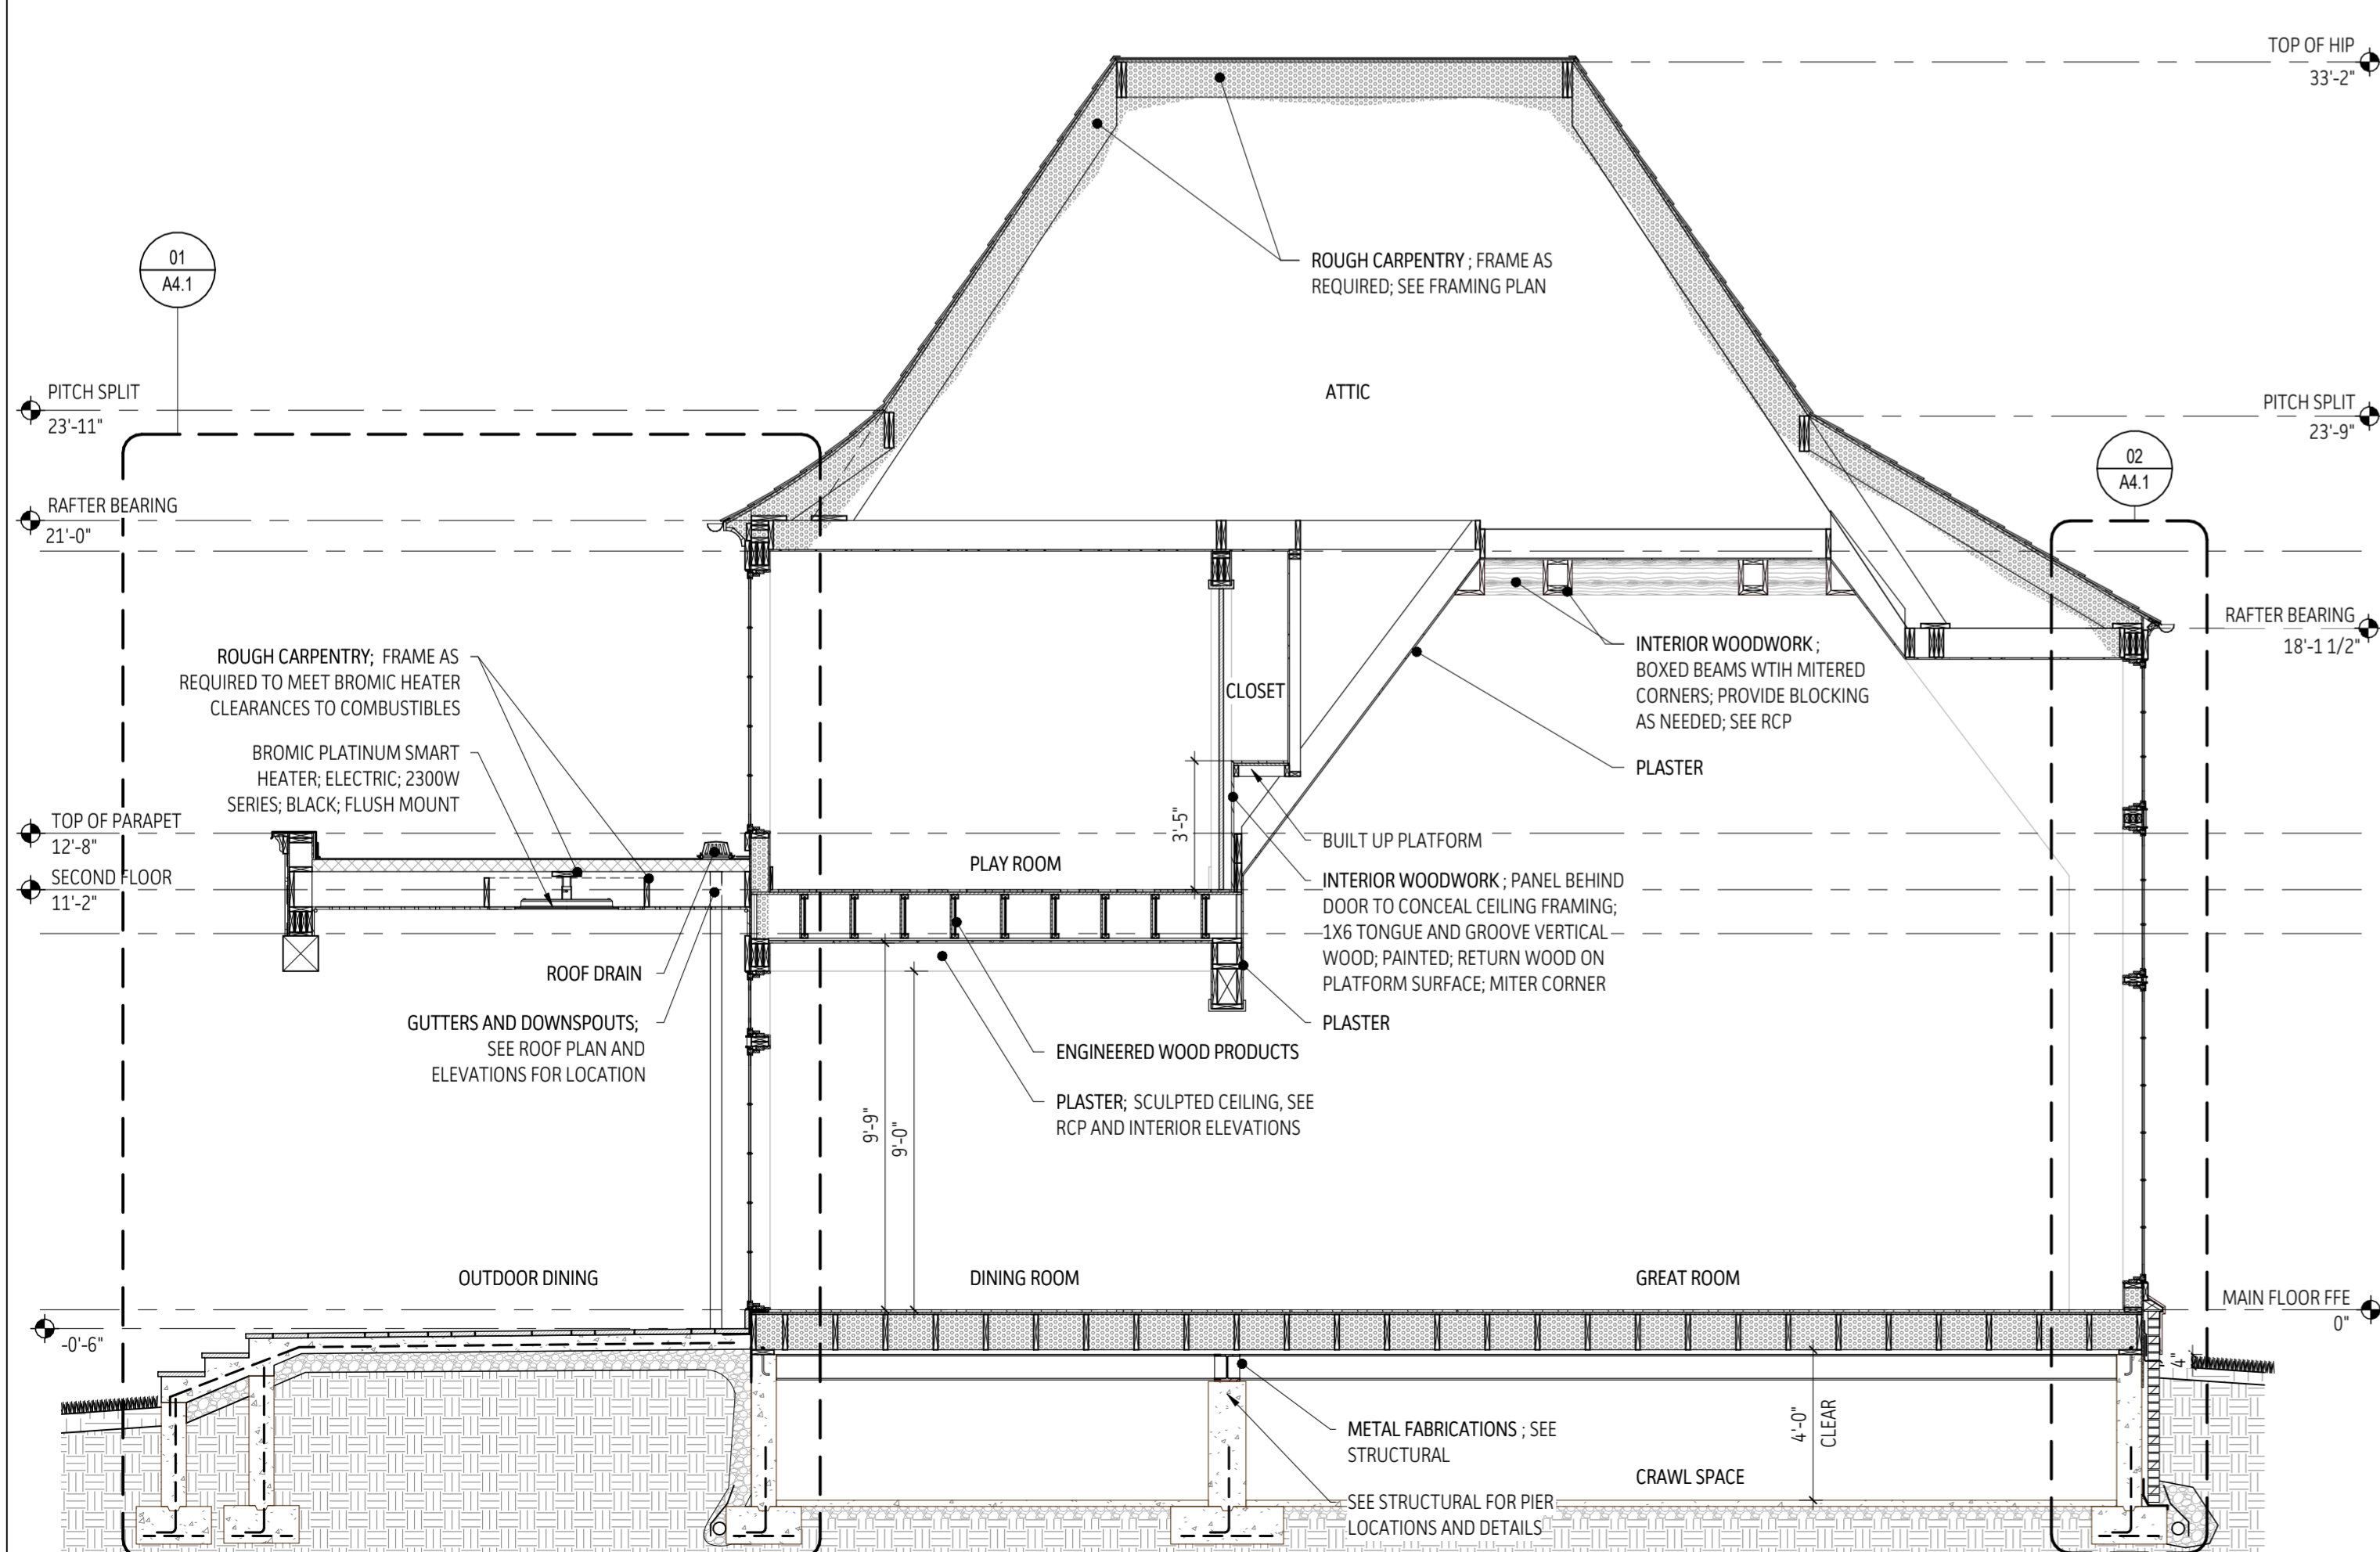 TOP OF HIP
33'-2"
01
A4.1
ROUGH CARPENTRY ; FRAME AS
REQUIRED; SEE FRAMING PLAN
PITCH SPLIT
23'-11"
ATTIC
PITCH SPLIT
23'-9"
02
A4.1
RAFTER BEARING
21'-0"
RAFTER BEARING
18'-1 1/2"
ROUGH CARPENTRY; FRAME AS
REQUIRED TO MEET BROMIC HEATER
CLEARANCES TO COMBUSTIBLES
BROMIC PLATINUM SMART
HEATER; ELECTRIC; 2300W
SERIES; BLACK; FLUSH MOUNT
CLOSET
INTERIOR WOODWORK ;
BOXED BEAMS WTIH MITERED
CORNERS; PROVIDE BLOCKING
AS NEEDED; SEE RCP
PLASTER
TOP OF PARAPET
12'-8"
SECOND FLOOR
11'-2"
3'-5"
PLAY ROOM
BUILT UP PLATFORM
INTERIOR WOODWORK ; PANEL BEHIND
DOOR TO CONCEAL CEILING FRAMING;
1X6 TONGUE AND GROOVE VERTICAL
WOOD; PAINTED; RETURN WOOD ON
PLATFORM SURFACE; MITER CORNER
PLASTER
ROOF DRAIN
GUTTERS AND DOWNSPOUTS;
SEE ROOF PLAN AND
ELEVATIONS FOR LOCATION
ENGINEERED WOOD PRODUCTS
PLASTER; SCULPTED CEILING, SEE
RCP AND INTERIOR ELEVATIONS
9'-9"
9'-0"
OUTDOOR DINING
DINING ROOM
GREAT ROOM
MAIN FLOOR FFE
0"
-0'-6"
4"
METAL FABRICATIONS ; SEE
STRUCTURAL
4'-0"
CLEAR
CRAWL SPACE
SEE STRUCTURAL FOR PIER
LOCATIONS AND DETAILS